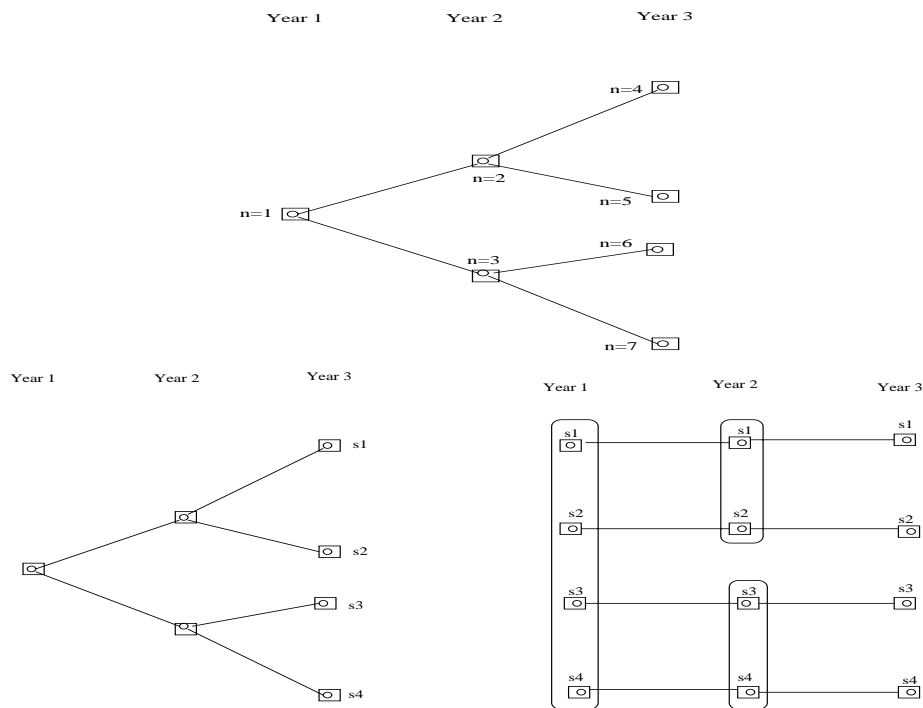 Year 1
Year 2
Year 3
n=4
n=2
n=5
n=1
n=6
n=3
n=7
Year 1
Year 2
Year 3
s1
s2
s3
s4
Year 1
Year 2
Year 3
s1
s1
s1
s2
s2
s2
s3
s3
s3
s4
s4
s4